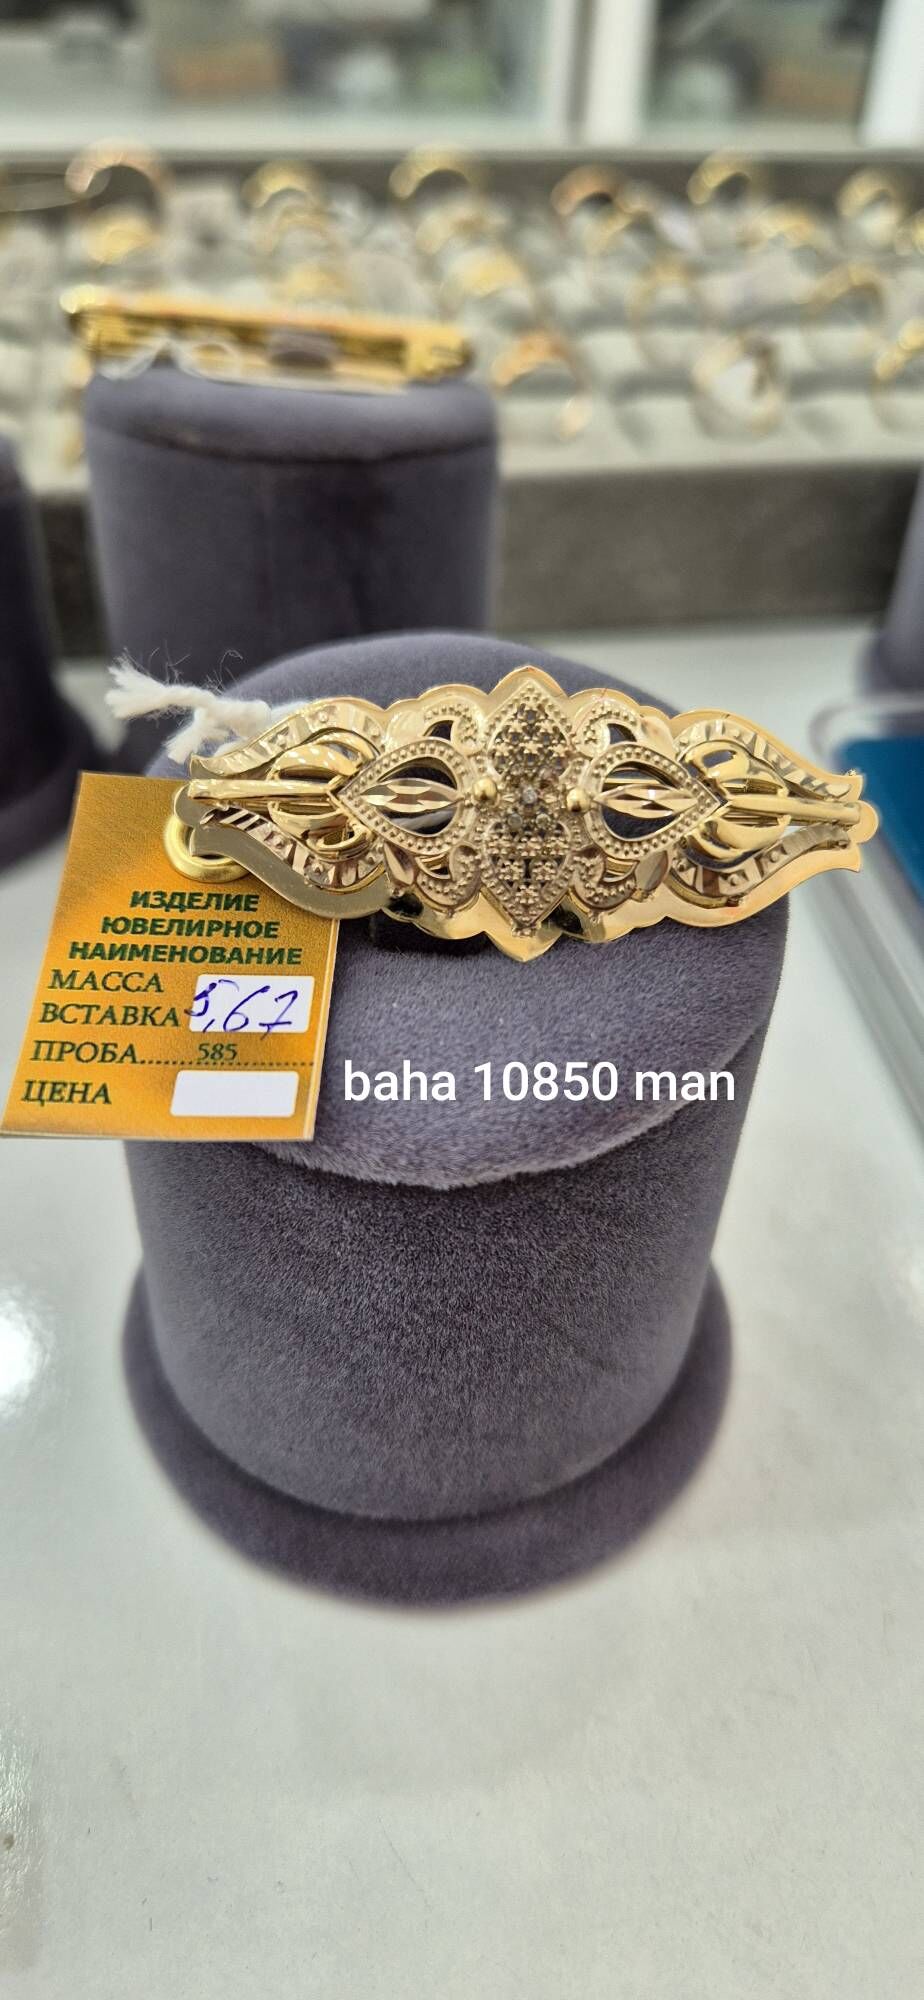 ИЗДЕЛИЕ
ЮВЕЛИРНОЕ
НАИМЕНОВАНИЕ
МАССА
ВСТАВКА 5,67
ПРОБА......585
ЦЕНА
baha 10850 man